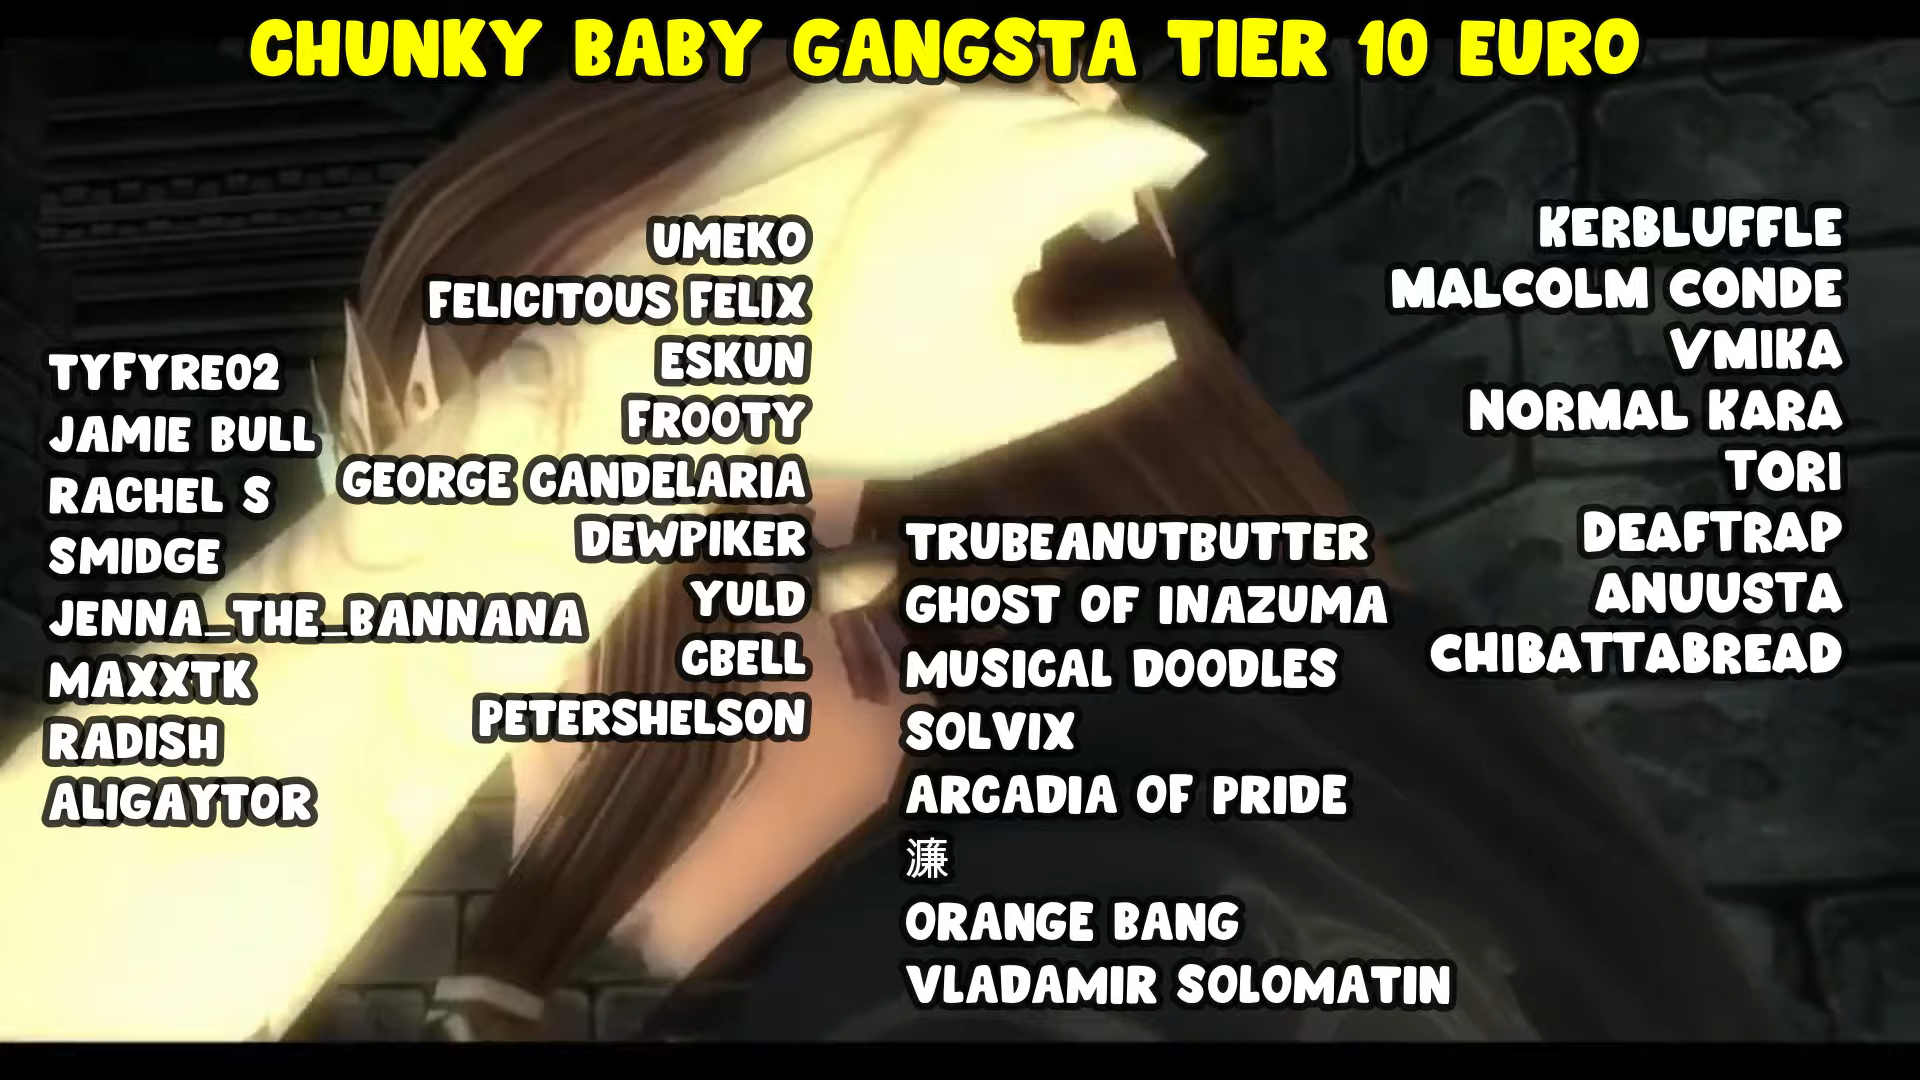 CHUNKY BABY GANGSTA TIER 10 EURO
TYFYRE02
JAMIE BULL
RACHEL S
SMIDGE
JENNA_THE_BANNANA
MAXXTK
RADISH
ALIGAYTOR
UMEKO
FELICITOUS FELIX
ESKUN
FROOTY
GEORGE CANDELARIA
DEWPIKER
YULD
CBELL
PETERSHELSON
TRUBEANUTBUTTER
GHOST OF INAZUMA
MUSICAL DOODLES
SOLVIX
ARCADIA OF PRIDE
濂
ORANGE BANG
VLADAMIR SOLOMATIN
KERBLUFFLE
MALCOLM CONDE
VMIKA
NORMAL KARA
TORI
DEAFTRAP
ANUUSTA
CHIBATTABREAD